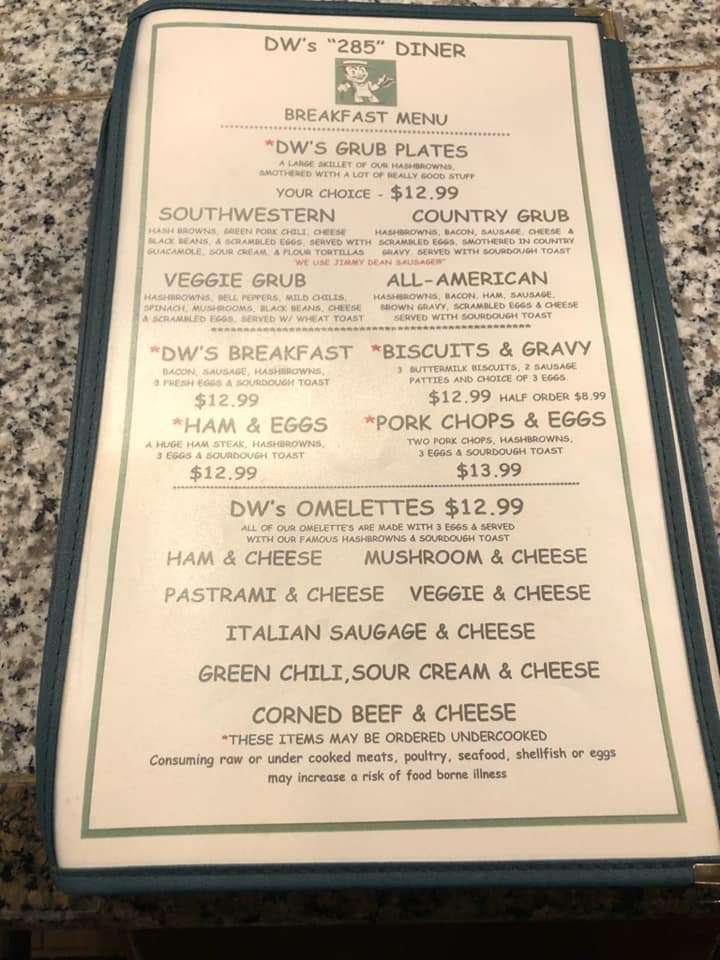 DW's "285" DINER
BREAKFAST MENU
*DW'S GRUB PLATES
A LARGE SKILLET OF OUR HASHBROWNS,
SMOTHERED WITH A LOT OF REALLY GOOD STUFF
YOUR CHOICE - $12.99
SOUTHWESTERN
HASH BROWNS, GREEN PORK CHILI, CHEESE
BLACK BEANS, & SCRAMBLED EGGS, SERVED WITH
GUACAMOLE, SOUR CREAM, & FLOUR TORTILLAS
COUNTRY GRUB
HASHBROWNS, BACON, SAUSAGE, CHEESE &
SCRAMBLED EGGS, SMOTHERED IN COUNTRY
GRAVY. SERVED WITH SOURDOUGH TOAST
"WE USE JIMMY DEAN SAUSAGE"
VEGGIE GRUB
HASHBROWNS, BELL PEPPERS, MILD CHILIS,
SPINACH, MUSHROOMS, BLACK BEANS, CHEESE
& SCRAMBLED EGGS. SERVED W/ WHEAT TOAST
ALL-AMERICAN
HASHBROWNS, BACON, HAM, SAUSAGE,
BROWN GRAVY, SCRAMBLED EGGS & CHEESE
SERVED WITH SOURDOUGH TOAST
*DW'S BREAKFAST
BACON, SAUSAGE, HASHBROWNS,
3 FRESH EGGS & SOURDOUGH TOAST
$12.99
*BISCUITS & GRAVY
3 BUTTERMILK BISCUITS, 2 SAUSAGE
PATTIES AND CHOICE OF 3 EGGS
$12.99 HALF ORDER $8.99
*HAM & EGGS
A HUGE HAM STEAK, HASHBROWNS,
3 EGGS & SOURDOUGH TOAST
$12.99
*PORK CHOPS & EGGS
TWO PORK CHOPS, HASHBROWNS,
3 EGGS & SOURDOUGH TOAST
$13.99
DW's OMELETTES $12.99
ALL OF OUR OMELETTE'S ARE MADE WITH 3 EGGS & SERVED
WITH OUR FAMOUS HASHBROWNS & SOURDOUGH TOAST
HAM & CHEESE MUSHROOM & CHEESE
PASTRAMI & CHEESE VEGGIE & CHEESE
ITALIAN SAUGAGE & CHEESE
GREEN CHILI,SOUR CREAM & CHEESE
CORNED BEEF & CHEESE
*THESE ITEMS MAY BE ORDERED UNDERCOOKED
Consuming raw or under cooked meats, poultry, seafood, shellfish or eggs
may increase a risk of food borne illness